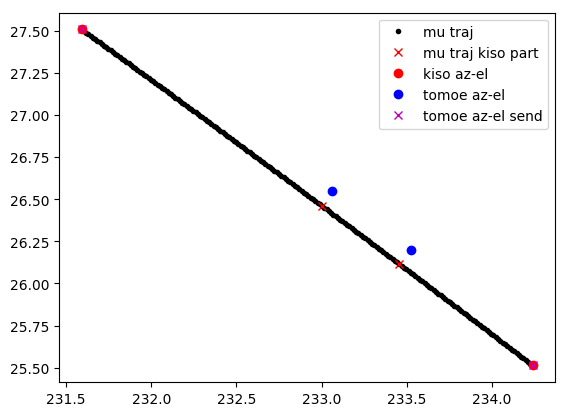 27.50
27.25
27.00
26.75
26.50
26.25
26.00
25.75
25.50
231.5 232.0 232.5 233.0 233.5 234.0
mu traj
mu traj kiso part
kiso az-el
tomoe az-el
tomoe az-el send